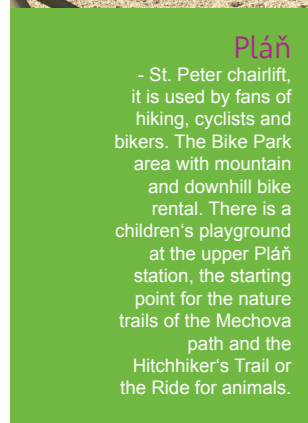 Pláň
- St. Peter chairlift,
it is used by fans of
hiking, cyclists and
bikers. The Bike Park
area with mountain
and downhill bike
rental. There is a
children‘s playground
at the upper Pláň
station, the starting
point for the nature
trails of the Mechova
path and the
Hitchhiker‘s Trail or
the Ride for animals.